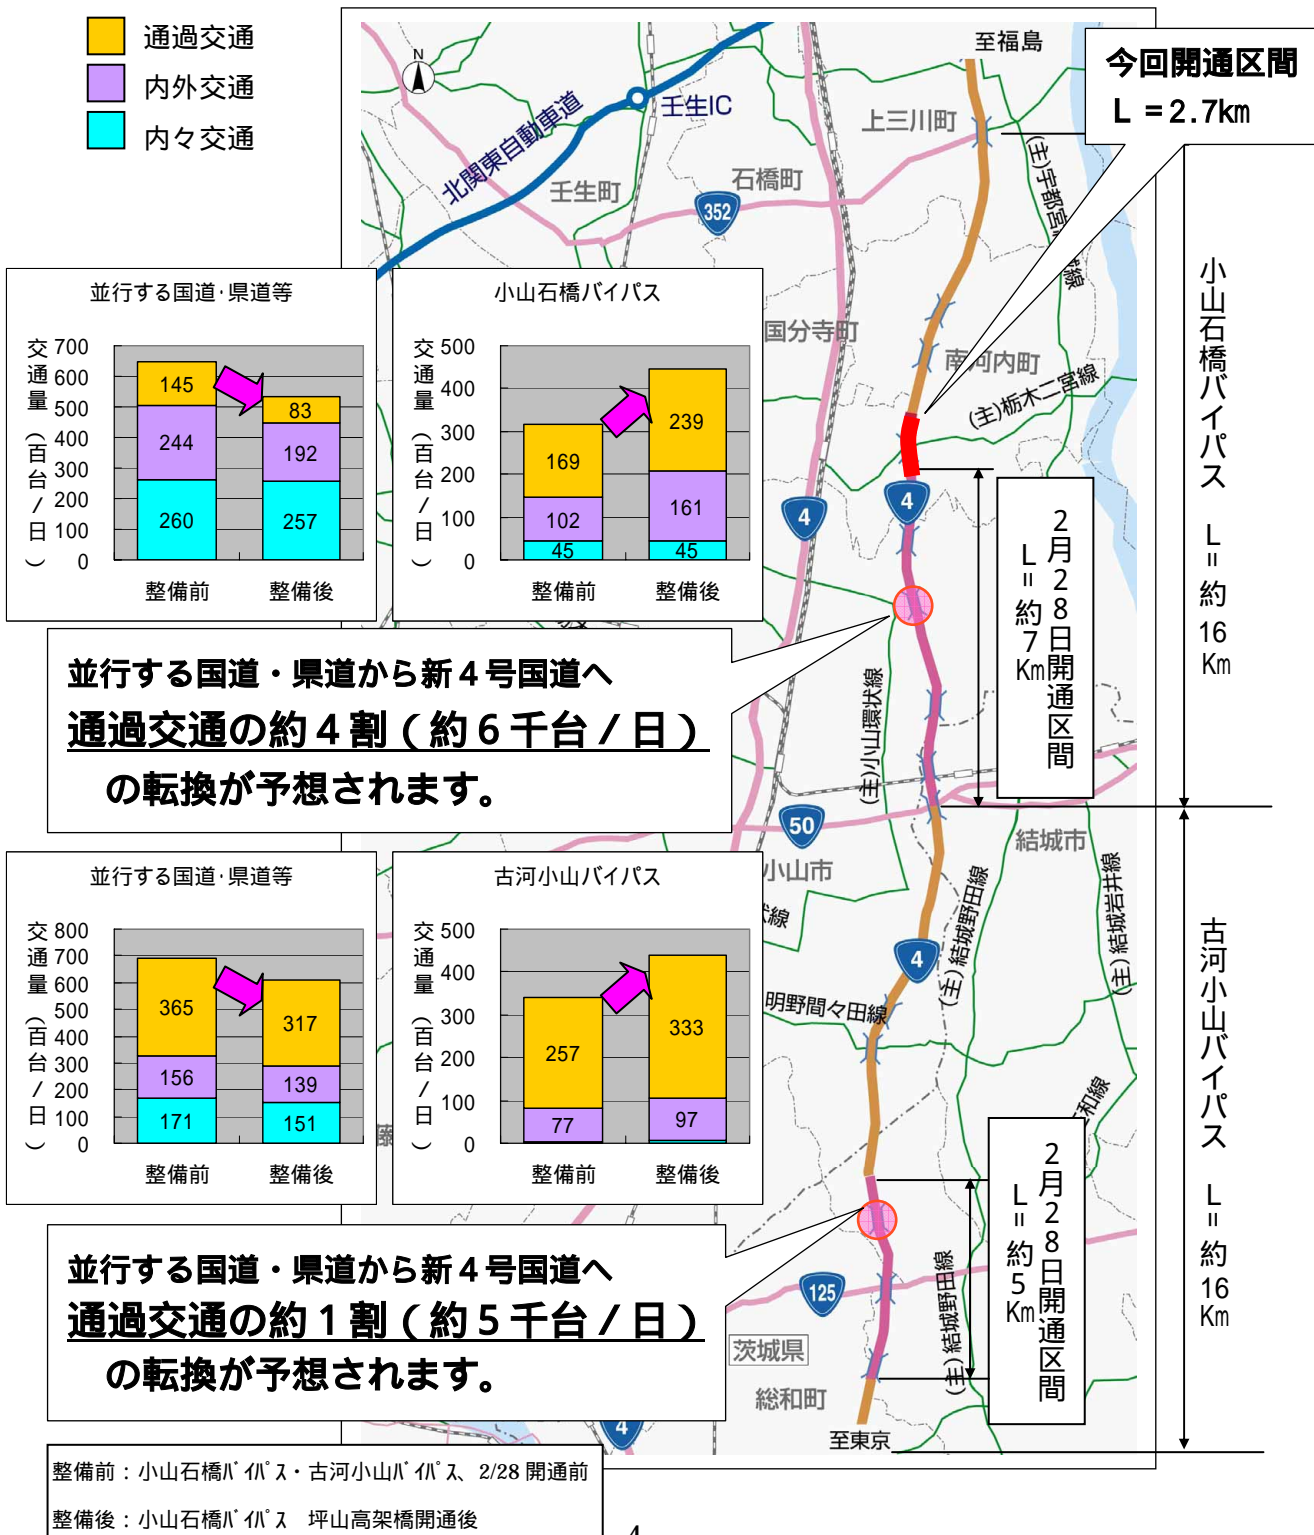 通過交通
内外交通
内々交通
N
至福島
今回開通区間
L =2.7km
壬生IC
北関東自動車道
上三川町
石橋町
壬生町
352
国分寺町
南河内町
(主)栃木二宮線
並行する国道・県道等
交通量(百台/日)
700
600
500
400
300
200
100
0
145
244
260
83
192
257
整備前
整備後
小山石橋バイパス
交通量(百台/日)
500
400
300
200
100
0
169
102
45
239
161
45
整備前
整備後
4
4
2月28日開通区間
L=約7Km
小山石橋バイパス L=約16Km
並行する国道・県道から新4号国道へ
通過交通の約4割(約6千台/日)
の転換が予想されます。
(主)小山環状線
50
小山市
結城市
状線
(主)結城野田線
(主)結城岩井線
4
明野間々田線
並行する国道・県道等
交通量(百台/日)
800
700
600
500
400
300
200
100
0
365
156
171
317
139
151
整備前
整備後
古河小山バイパス
交通量(百台/日)
500
400
300
200
100
0
257
77
333
97
整備前
整備後
藤
和線
古河小山バイパス L=約16Km
2月28日開通区間
L=約5Km
並行する国道・県道から新4号国道へ
通過交通の約1割(約5千台/日)
の転換が予想されます。
125
(主)結城野田線
茨城県
総和町
4
至東京
整備前:小山石橋バイパス・古河小山バイパス、2/28 開通前
整備後:小山石橋バイパス 坪山高架橋開通後
4